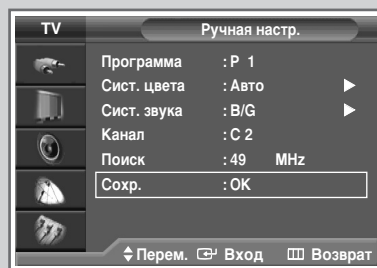 TV
Ручная настр.
Программа : P 1
Сист. цвета : Авто
Сист. звука : B/G
Канал : C 2
Поиск : 49 MHz
Сохр. : OK
Перем. Вход Возврат